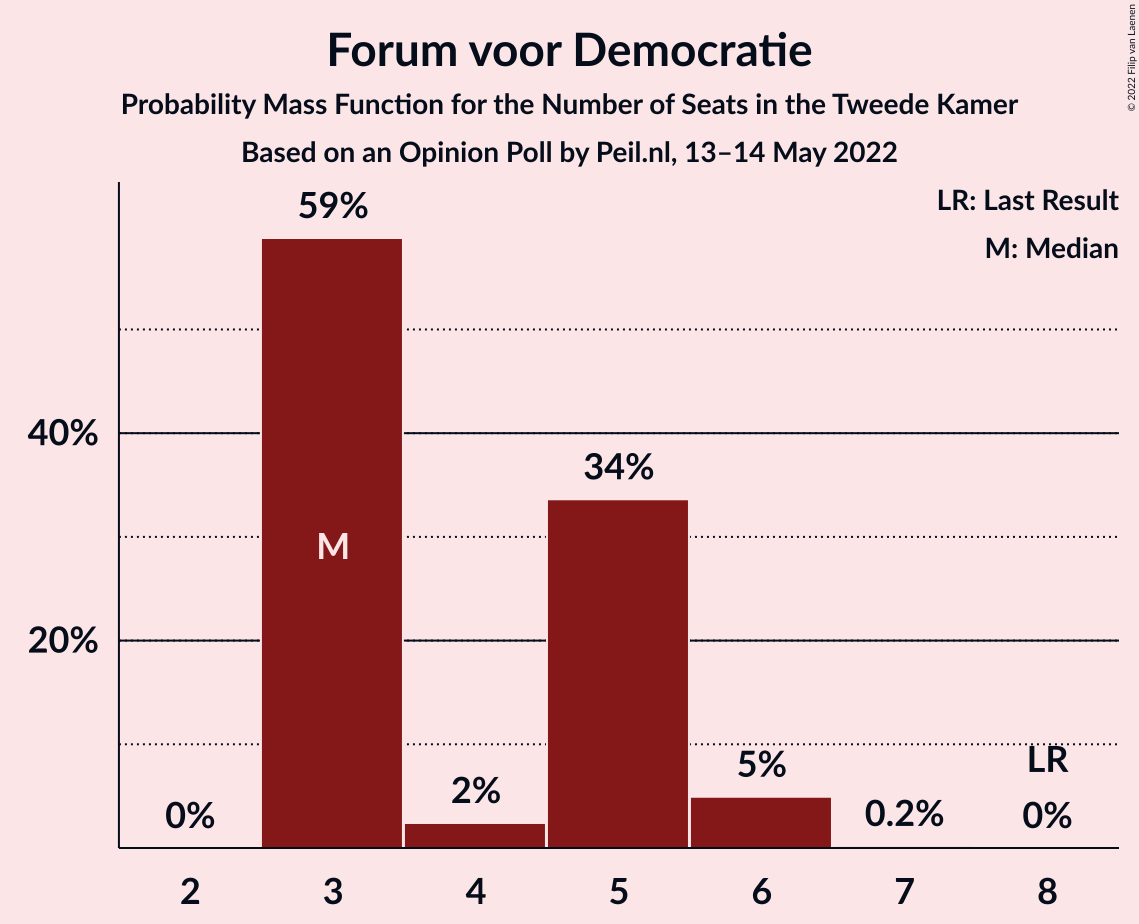 Forum voor Democratie
Probability Mass Function for the Number of Seats in the Tweede Kamer
Based on an Opinion Poll by Peil.nl, 13–14 May 2022
© 2022 Filip van Laenen
LR: Last Result
M: Median
59%
40%
34%
M
20%
5%
LR
2%
0%
0.2%
0%
2 3 4 5 6 7 8